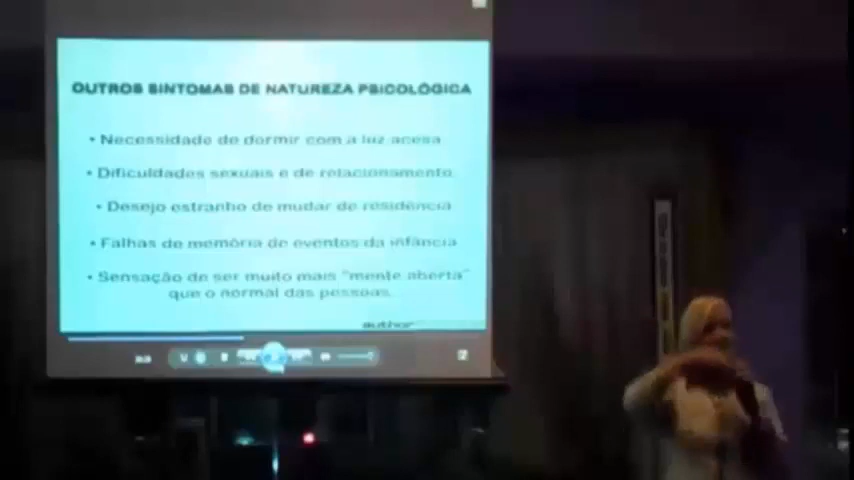 OUTROS SINTOMAS DE NATUREZA PSICOLÓGICA
• Necessidade de dormir com a luz acesa
• Dificuldades sexuais e de relacionamento.
• Desejo estranho de mudar de residência
• Falhas de memória de eventos da infância
• Sensação de ser muito mais "mente aberta"
que o normal das pessoas.
author